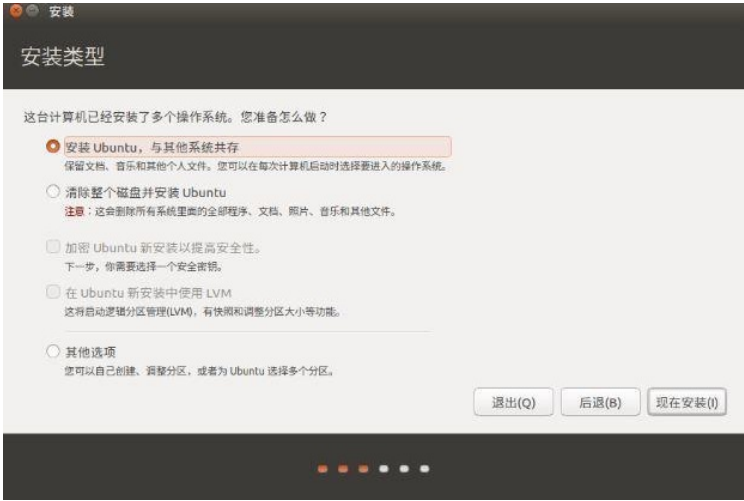 安装
安装类型
这台计算机已经安装了多个操作系统。您准备怎么做？
安装 Ubuntu，与其他系统共存
保留文档、音乐和其他个人文件。您可以在每次计算机启动时选择要进入的操作系统。
清除整个磁盘并安装 Ubuntu
注意：这会删除所有系统里面的全部程序、文档、照片、音乐和其他文件。
加密 Ubuntu 新安装以提高安全性。
下一步，你需要选择一个安全密钥。
在 Ubuntu 新安装中使用 LVM
这将启动逻辑分区管理(LVM)，有快照和调整分区大小等功能。
其他选项
您可以自己创建、调整分区，或者为 Ubuntu 选择多个分区。
退出(Q) 后退(B) 现在安装(I)